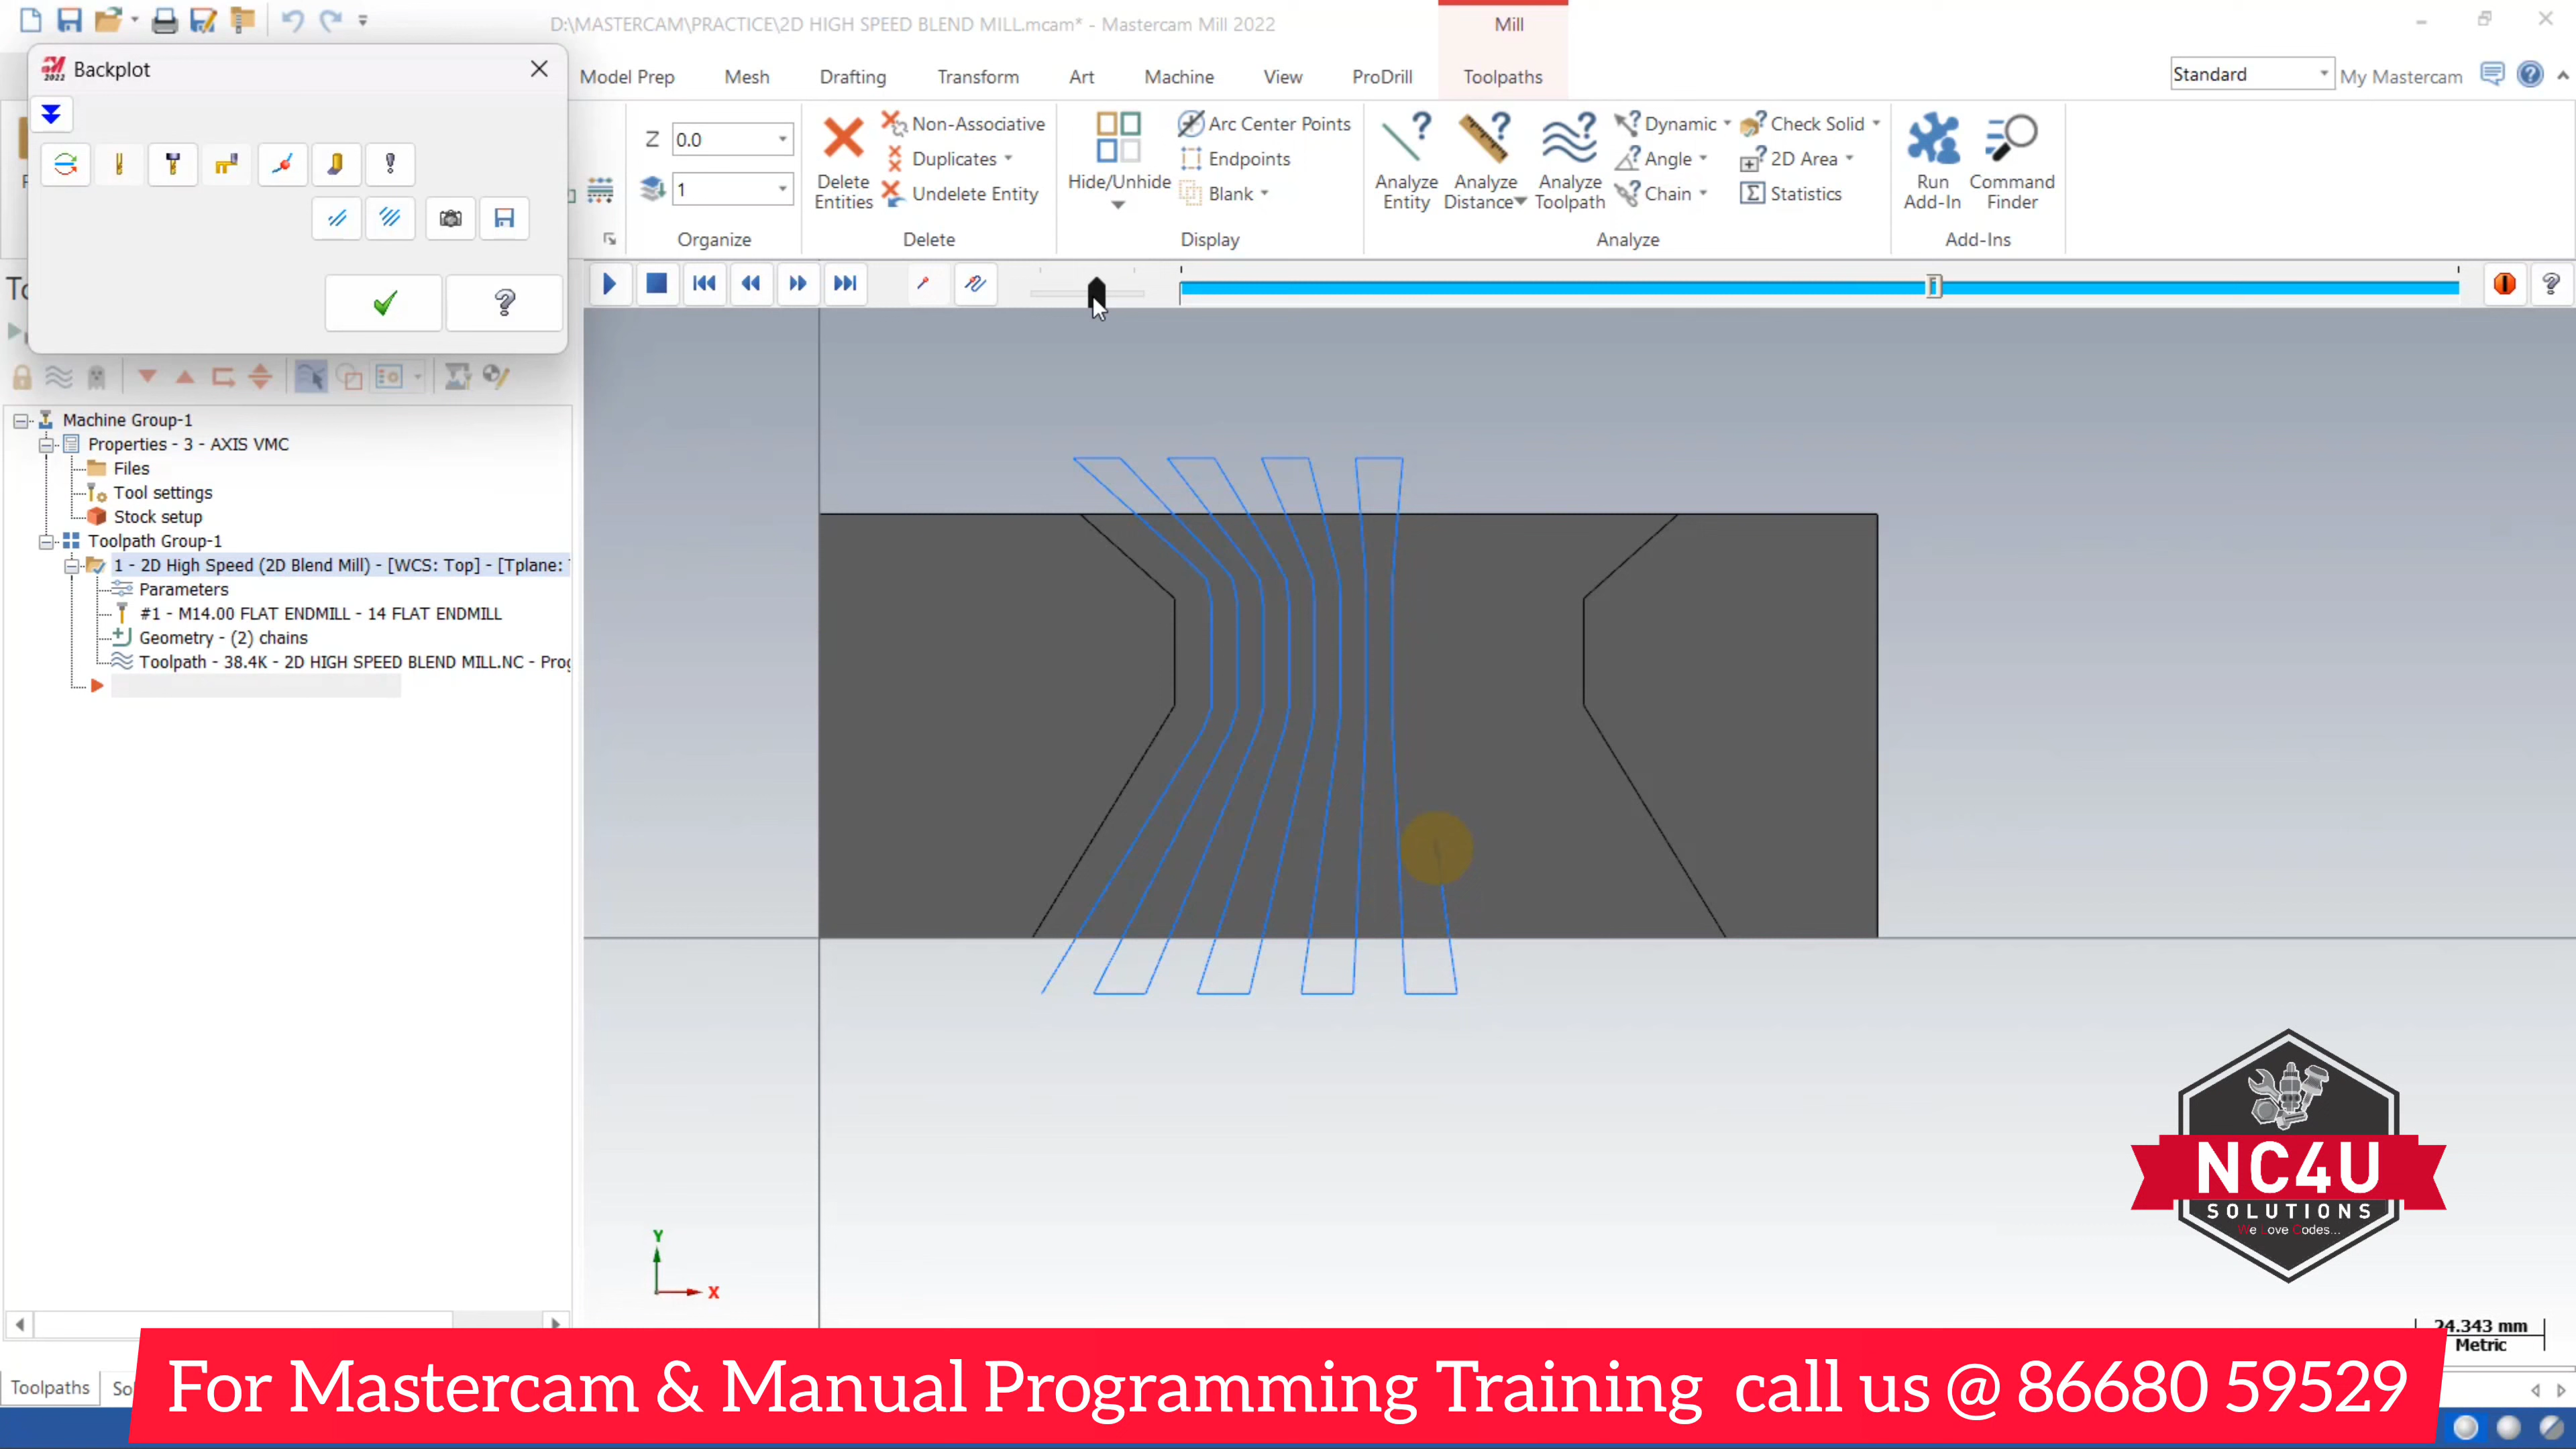 D:\MASTERCAM\PRACTICE\2D HIGH SPEED BLEND MILL.mcam* - Mastercam Mill 2022
Mill
Backplot
2022
Model Prep
Mesh
Drafting
Transform
Art
Machine
View
ProDrill
Toolpaths
Standard
My Mastercam
Z 0.0
1
Organize
Delete Entities
Non-Associative
Duplicates
Undelete Entity
Delete
Hide/Unhide
Arc Center Points
Endpoints
Blank
Display
Analyze Entity
Analyze Distance
Analyze Toolpath
Dynamic
Angle
Chain
Check Solid
2D Area
Statistics
Analyze
Run Add-In
Command Finder
Add-Ins
Machine Group-1
Properties - 3 - AXIS VMC
Files
Tool settings
Stock setup
Toolpath Group-1
1 - 2D High Speed (2D Blend Mill) - [WCS: Top] - [Tplane:
Parameters
#1 - M14.00 FLAT ENDMILL - 14 FLAT ENDMILL
Geometry - (2) chains
Toolpath - 38.4K - 2D HIGH SPEED BLEND MILL.NC - Prog
Y
X
NC4U
SOLUTIONS
We Love Codes...
24.343 mm
Metric
Toolpaths
So
For Mastercam & Manual Programming Training call us @ 86680 59529